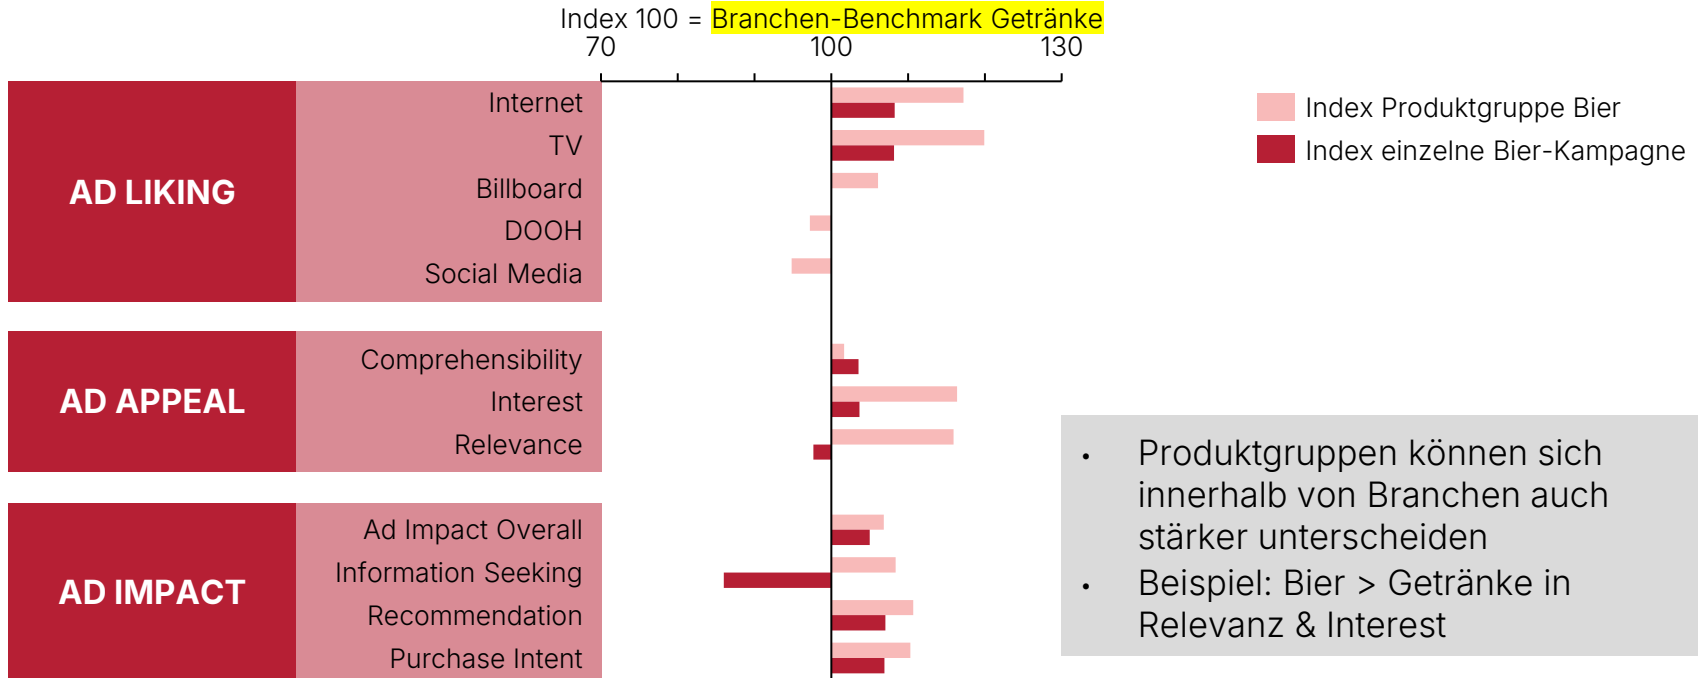 Index 100 = Branchen-Benchmark Getränke
70 100 130
Index Produktgruppe Bier
Index einzelne Bier-Kampagne
AD LIKING
Internet
TV
Billboard
DOOH
Social Media
AD APPEAL
Comprehensibility
Interest
Relevance
AD IMPACT
Ad Impact Overall
Information Seeking
Recommendation
Purchase Intent
• Produktgruppen können sich
innerhalb von Branchen auch
stärker unterscheiden
• Beispiel: Bier > Getränke in
Relevanz & Interest